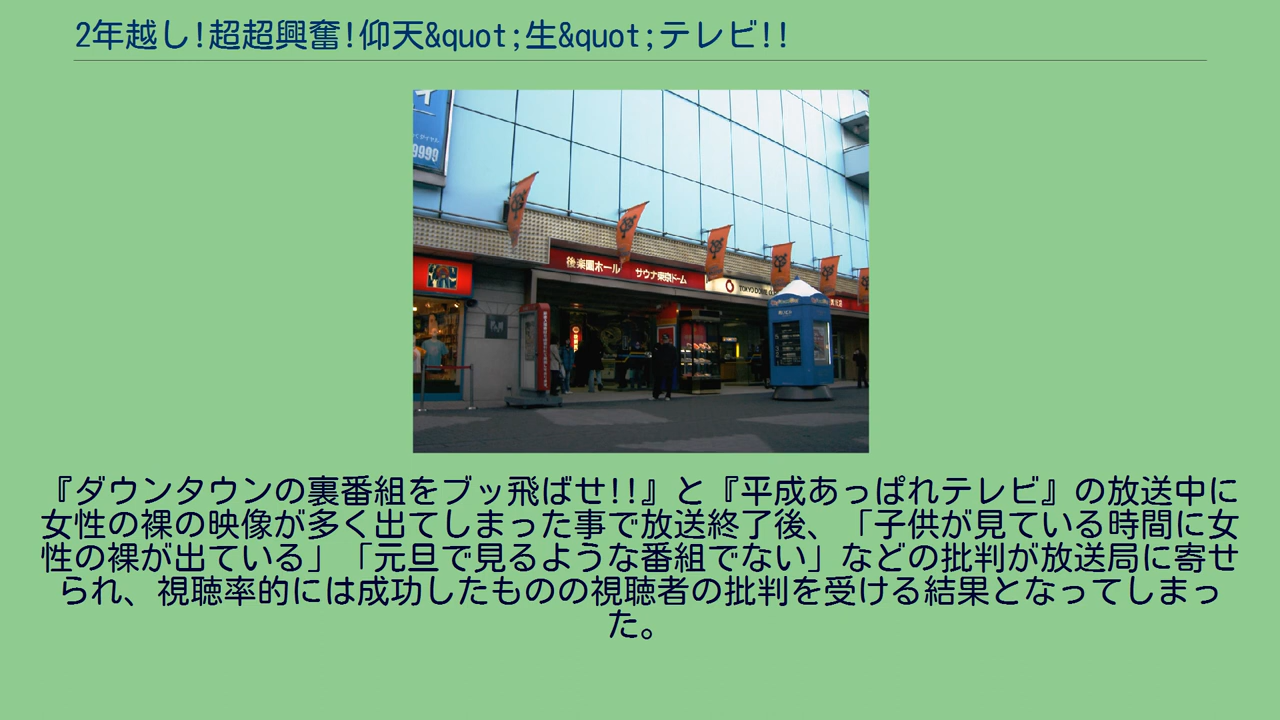 2年越し!超超興奮!仰天&quot;生&quot;テレビ!!
9999
後楽園ホール サウナ東京ドーム
TOKYO DOME
『ダウンタウンの裏番組をブッ飛ばせ!!』と『平成あっぱれテレビ』の放送中に
女性の裸の映像が多く出てしまった事で放送終了後、「子供が見ている時間に女
性の裸が出ている」「元旦で見るような番組でない」などの批判が放送局に寄せ
られ、視聴率的には成功したものの視聴者の批判を受ける結果となってしまっ
た。